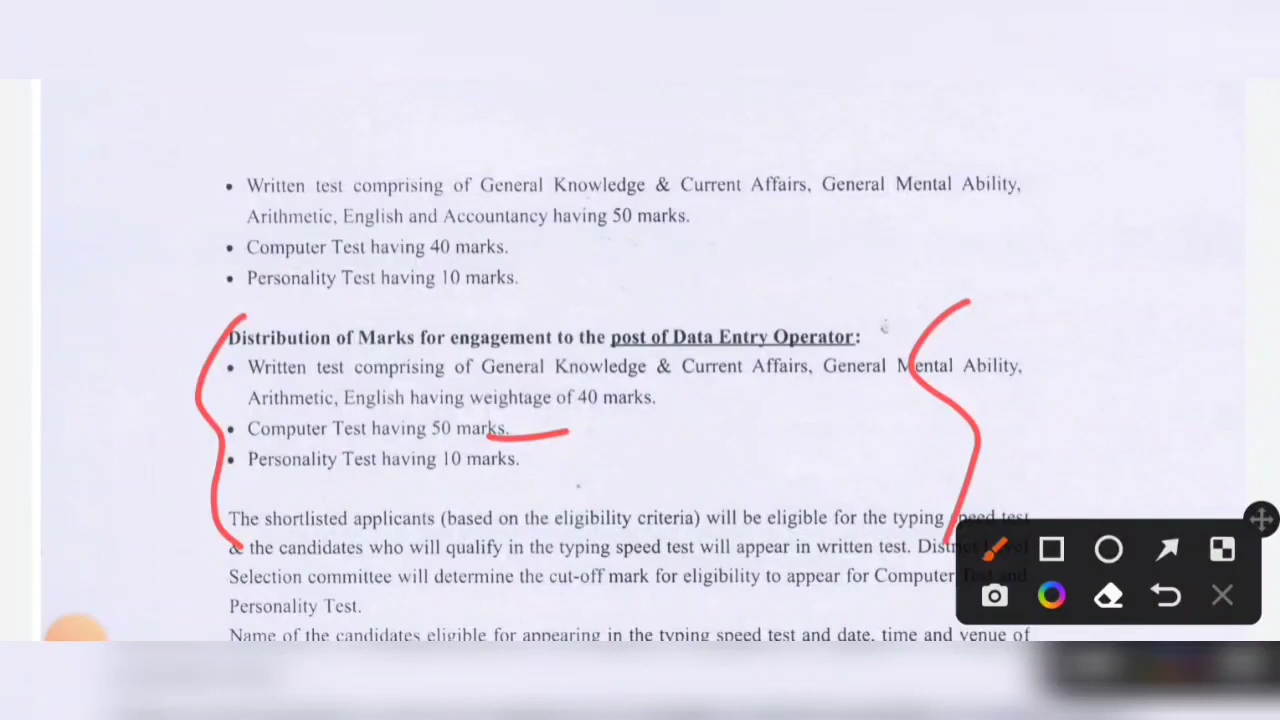 • Written test comprising of General Knowledge & Current Affairs, General Mental Ability,
Arithmetic, English and Accountancy having 50 marks.
• Computer Test having 40 marks.
• Personality Test having 10 marks.
Distribution of Marks for engagement to the post of Data Entry Operator:
• Written test comprising of General Knowledge & Current Affairs, General Mental Ability,
Arithmetic, English having weightage of 40 marks.
• Computer Test having 50 marks.
• Personality Test having 10 marks.
The shortlisted applicants (based on the eligibility criteria) will be eligible for the typing speed test
& the candidates who will qualify in the typing speed test will appear in written test. District Level
Selection committee will determine the cut-off mark for eligibility to appear for Computer Test and
Personality Test.
Name of the candidates eligible for appearing in the typing speed test and date, time and venue of